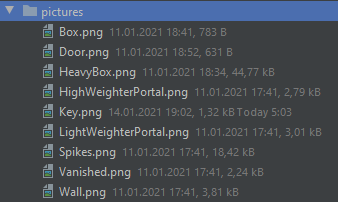 pictures
Box.png 11.01.2021 18:41, 783 B
Door.png 11.01.2021 18:52, 631 B
HeavyBox.png 11.01.2021 18:34, 44,77 kB
HighWeighterPortal.png 11.01.2021 17:41, 2,79 kB
Key.png 14.01.2021 19:02, 1,32 kB Today 5:03
LightWeighterPortal.png 11.01.2021 17:41, 3,01 kB
Spikes.png 11.01.2021 17:41, 18,42 kB
Vanished.png 11.01.2021 17:41, 2,24 kB
Wall.png 11.01.2021 17:41, 3,81 kB